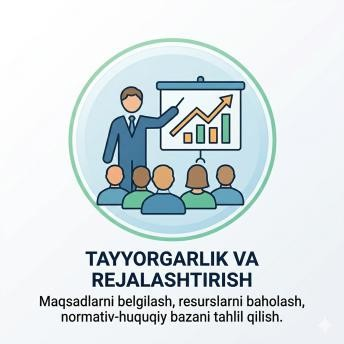 TAYYORGARLIK VA
REJALASHTIRISH
Maqsadlarni belgilash, resurslarni baholash,
normativ-huquqiy bazani tahlil qilish.